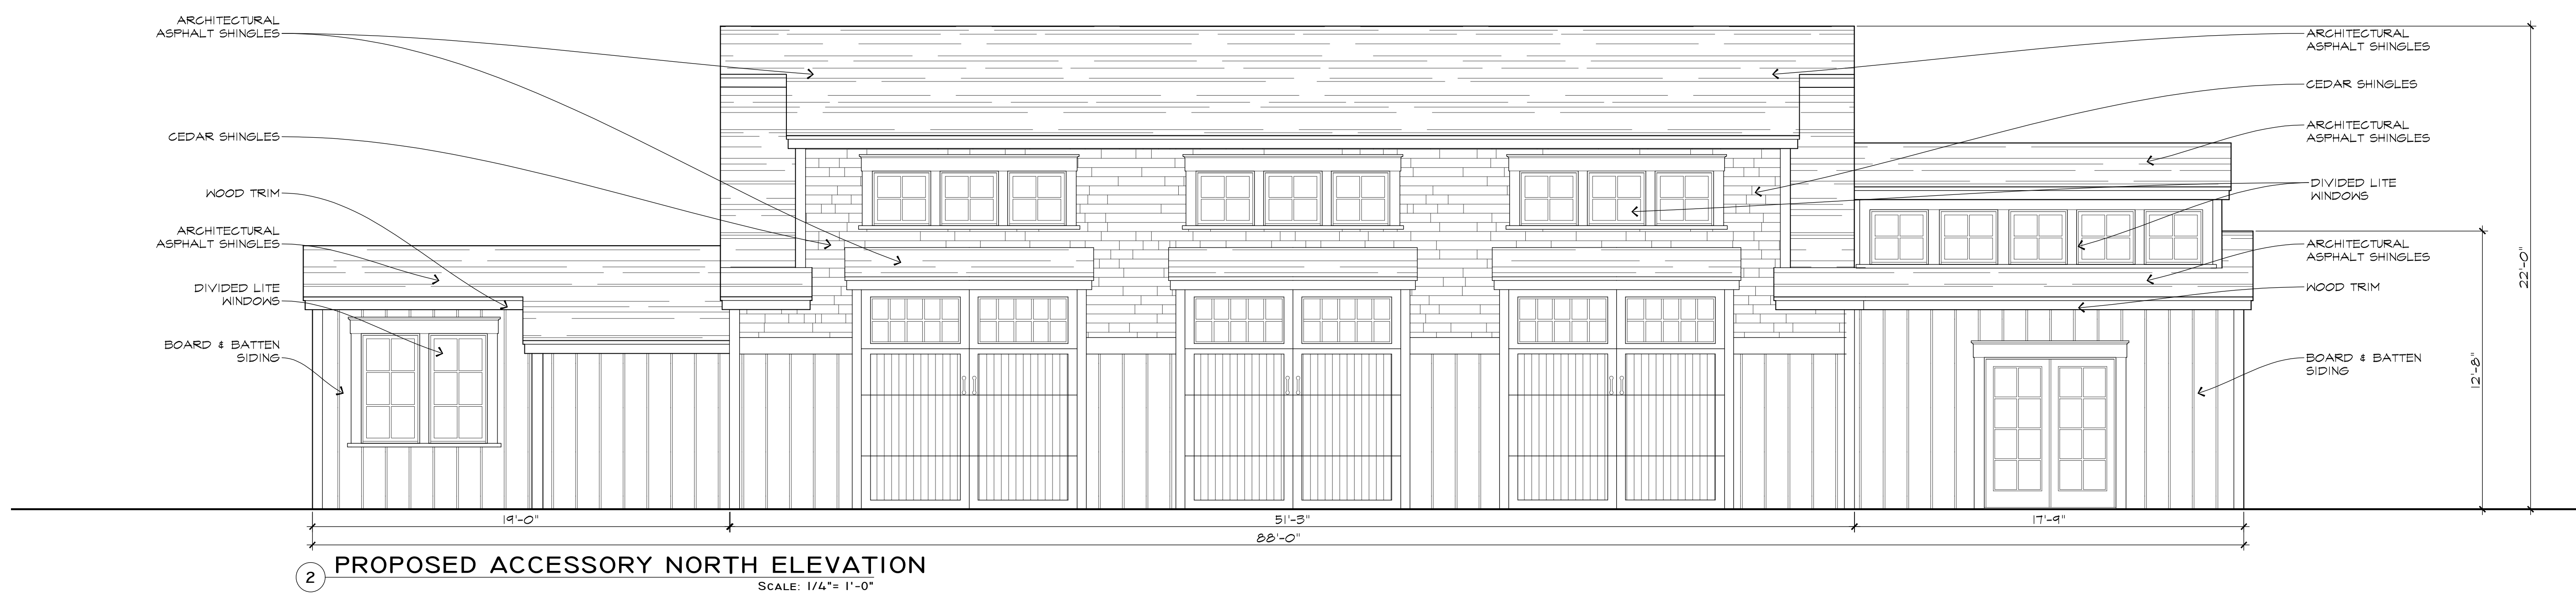 ARCHITECTURAL
ASPHALT SHINGLES
CEDAR SHINGLES
WOOD TRIM
ARCHITECTURAL
ASPHALT SHINGLES
DIVIDED LITE
WINDOWS
BOARD & BATTEN
SIDING
ARCHITECTURAL
ASPHALT SHINGLES
CEDAR SHINGLES
ARCHITECTURAL
ASPHALT SHINGLES
DIVIDED LITE
WINDOWS
ARCHITECTURAL
ASPHALT SHINGLES
WOOD TRIM
BOARD & BATTEN
SIDING
12'-8"
22'-0"
19'-0"
51'-3"
17'-9"
88'-0"
2
PROPOSED ACCESSORY NORTH ELEVATION
SCALE: 1/4"= 1'-0"